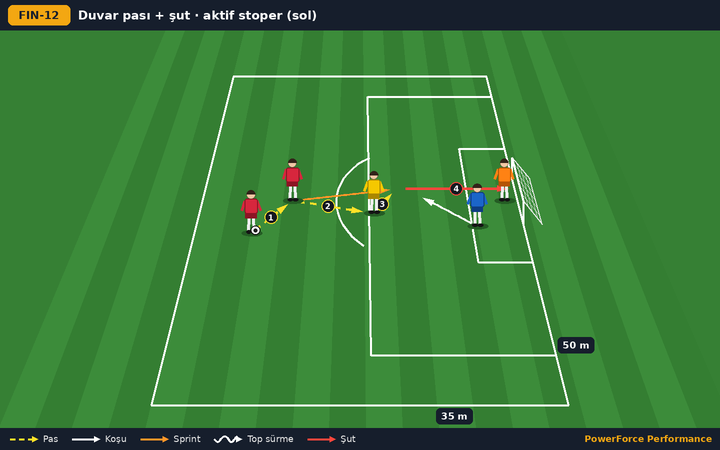 FIN-12 Duvar pası + şut · aktif stoper (sol)
1
2
3
4
50 m
35 m
Pas Koşu Sprint Top sürme Şut PowerForce Performance